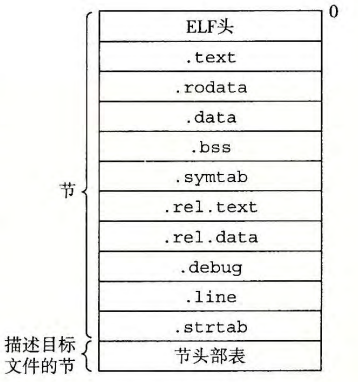 0
ELF头
.text
.rodata
.data
.bss
节
.symtab
.rel.text
.rel.data
.debug
.line
.strtab
描述目标
文件的节
节头部表